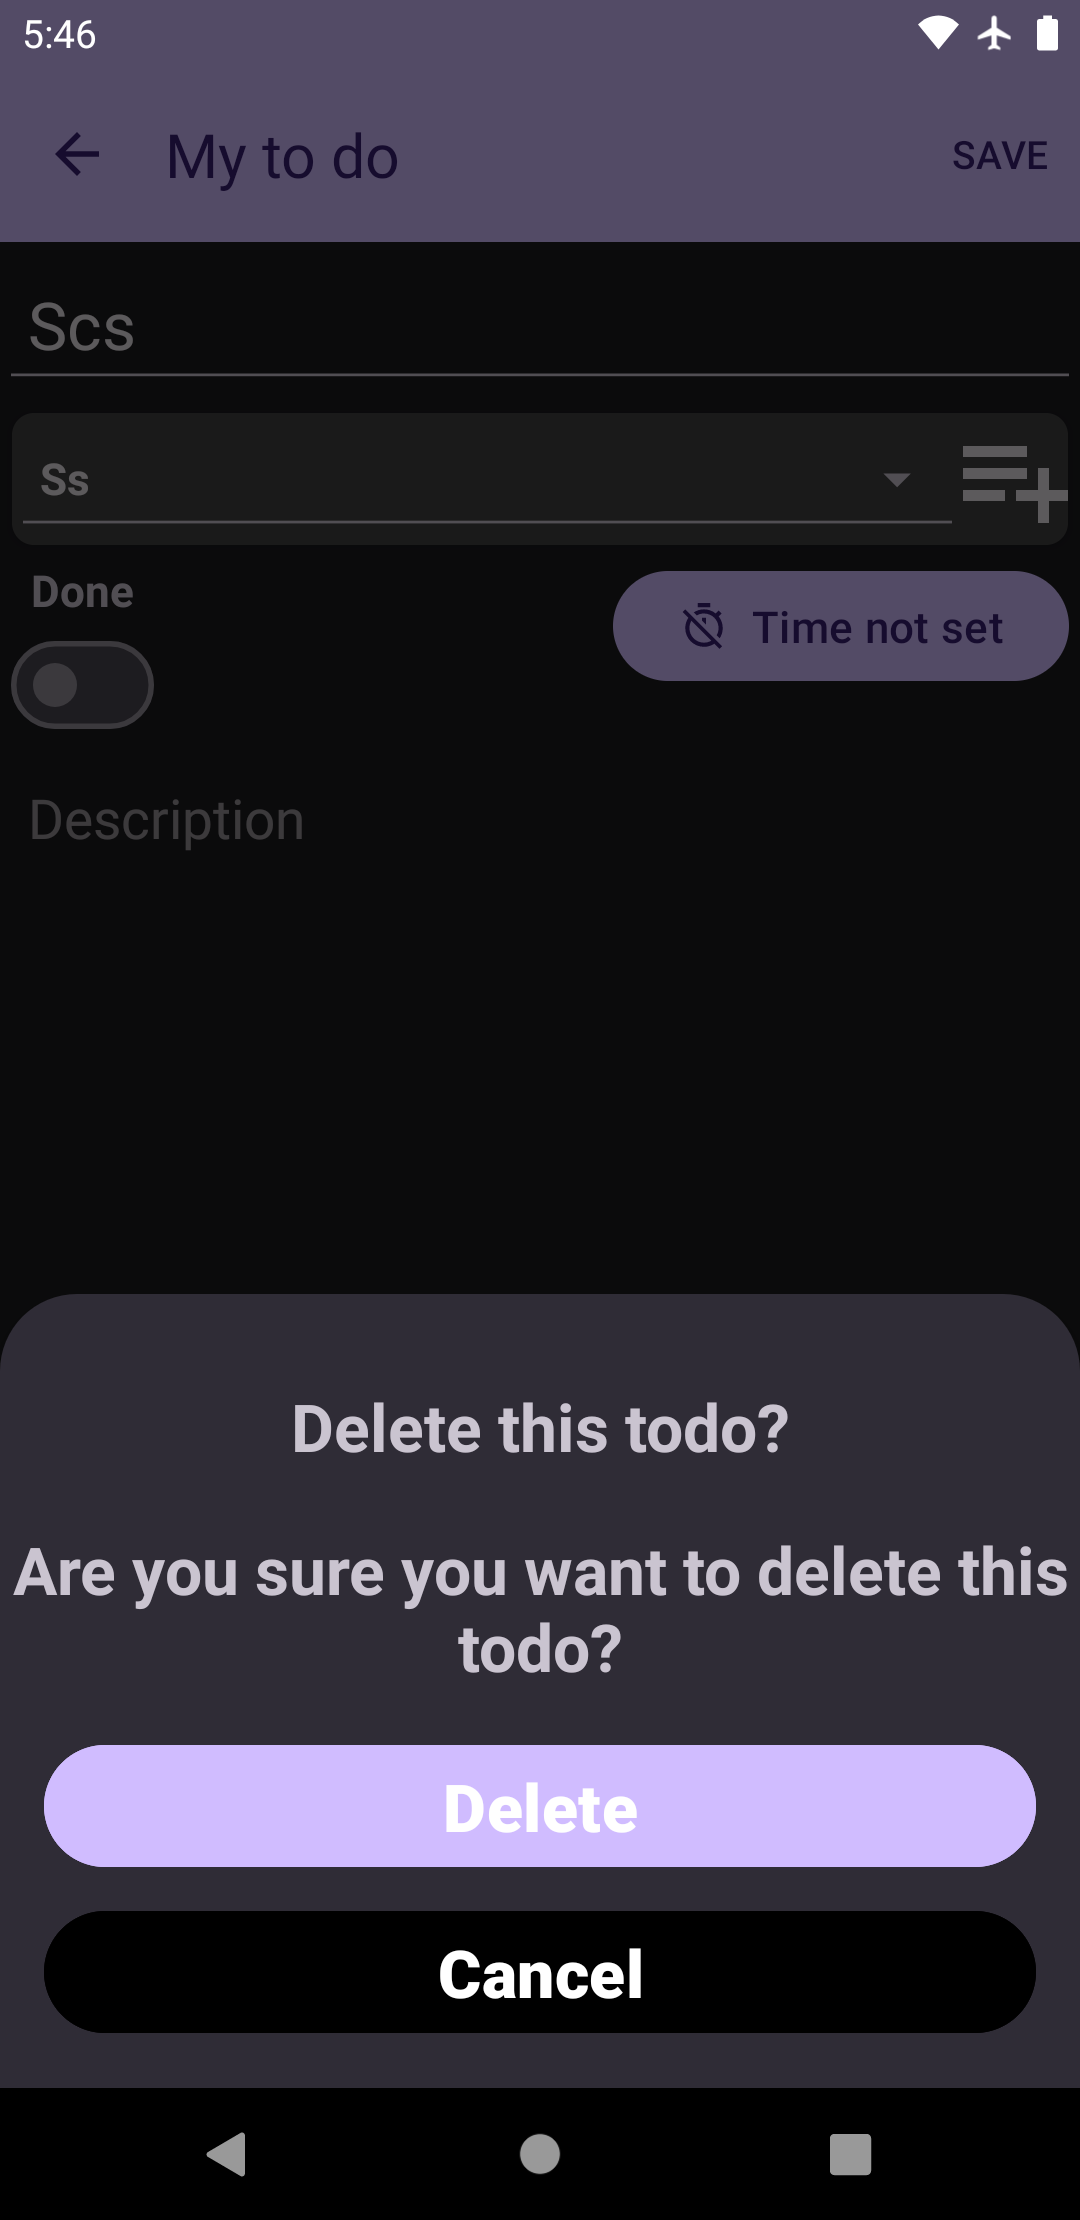 5:46
My to do
SAVE
Scs
Ss
Done
Time not set
Description
Delete this todo?
Are you sure you want to delete this
todo?
Delete
Cancel